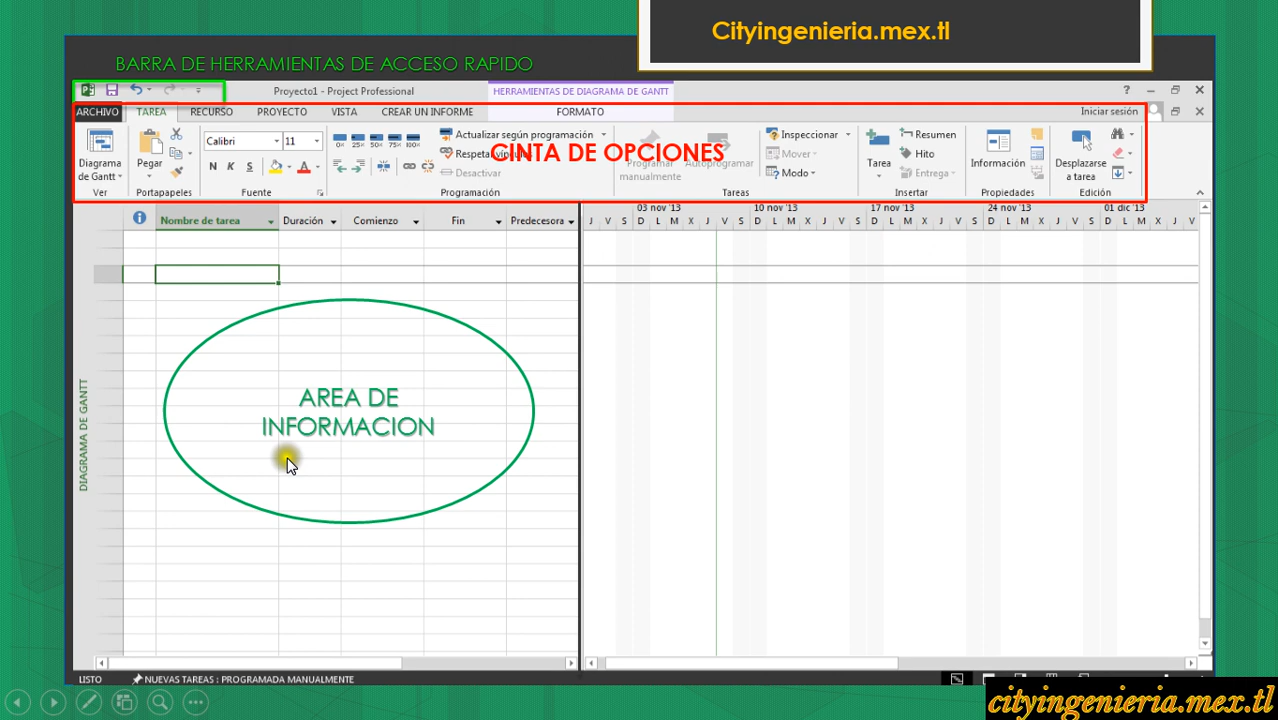 Cityingenieria.mex.tl
BARRA DE HERRAMIENTAS DE ACCESO RAPIDO
Proyecto1 - Project Professional
HERRAMIENTAS DE DIAGRAMA DE GANTT
ARCHIVO TAREA RECURSO PROYECTO VISTA CREAR UN INFORME FORMATO Iniciar sesión
Diagrama de Gantt
Ver
Pegar
Portapapeles
Calibri 11
N K S A
Fuente
0% 25% 50% 75% 100%
Actualizar según programación
Respetar vínculos
Desactivar
Programación
CINTA DE OPCIONES
Programar manualmente
Autoprogramar
Inspeccionar
Mover
Modo
Tareas
Tarea
Resumen
Hito
Entrega
Insertar
Información
Propiedades
Desplazarse a tarea
Edición
Nombre de tarea Duración Comienzo Fin Predecesora
03 nov '13 10 nov '13 17 nov '13 24 nov '13 01 dic '13
J V S D L M X J V S D L M X J V S D L M X J V S D L M X J V S D L M X J V
AREA DE
INFORMACION
DIAGRAMA DE GANTT
LISTO NUEVAS TAREAS : PROGRAMADA MANUALMENTE
cityingenieria.mex.tl